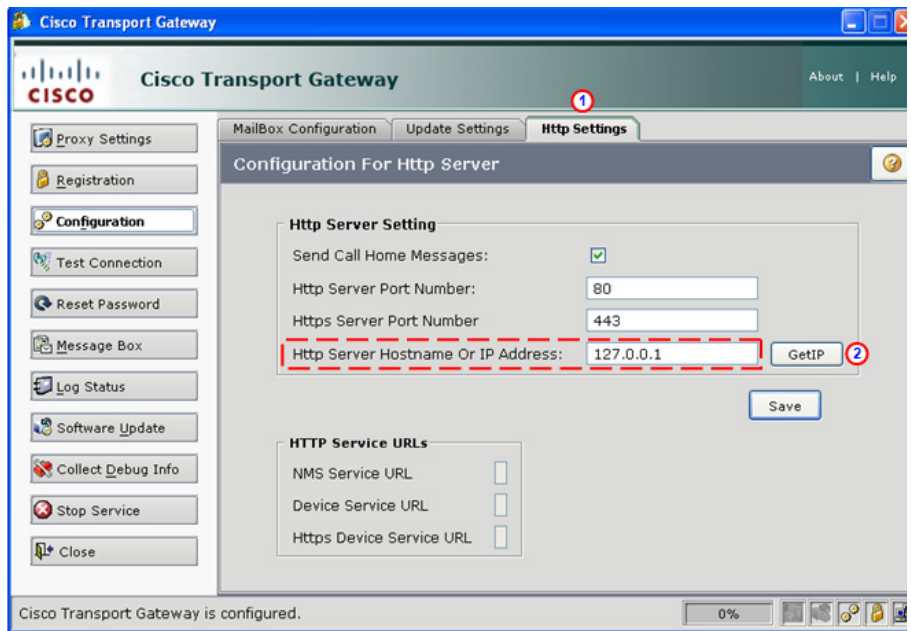 Cisco Transport Gateway
CISCO
Cisco Transport Gateway
About | Help
1
MailBox Configuration
Update Settings
Http Settings
Configuration For Http Server
Proxy Settings
Registration
Configuration
Test Connection
Reset Password
Message Box
Log Status
Software Update
Collect Debug Info
Stop Service
Close
Http Server Setting
Send Call Home Messages:
Http Server Port Number: 80
Https Server Port Number 443
Http Server Hostname Or IP Address: 127.0.0.1 GetIP 2
Save
HTTP Service URLs
NMS Service URL
Device Service URL
Https Device Service URL
Cisco Transport Gateway is configured. 0%